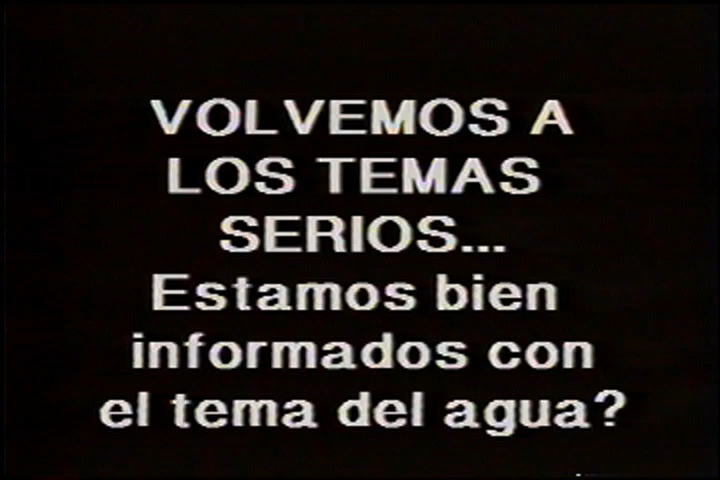 VOLVEMOS A
LOS TEMAS
SERIOS...
Estamos bien
informados con
el tema del agua?